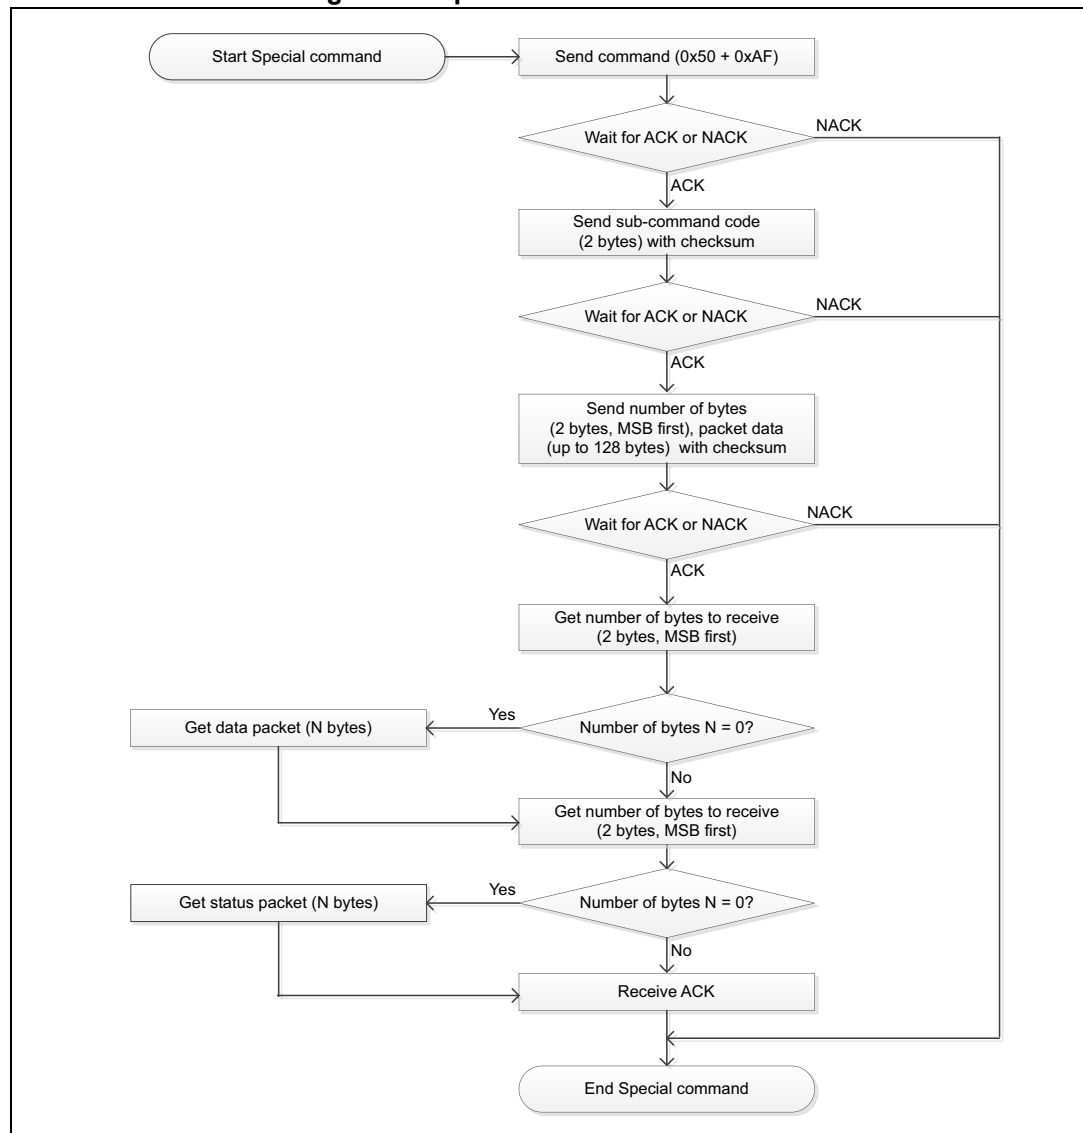 Start Special command
Send command (0x50 + 0xAF)
Wait for ACK or NACK
NACK
ACK
Send sub-command code
(2 bytes) with checksum
Wait for ACK or NACK
NACK
ACK
Send number of bytes
(2 bytes, MSB first), packet data
(up to 128 bytes) with checksum
Wait for ACK or NACK
NACK
ACK
Get number of bytes to receive
(2 bytes, MSB first)
Get data packet (N bytes)
Yes
Number of bytes N = 0?
No
Get number of bytes to receive
(2 bytes, MSB first)
Get status packet (N bytes)
Yes
Number of bytes N = 0?
No
Receive ACK
End Special command